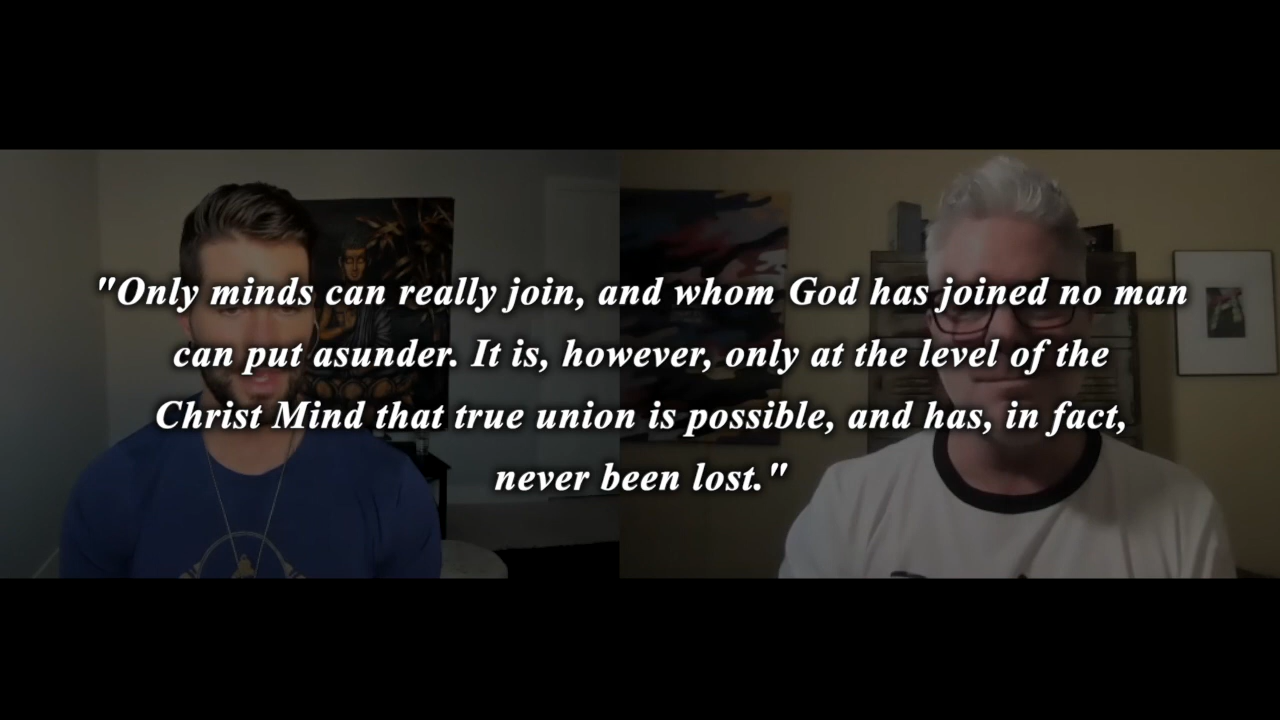 "Only minds can really join, and whom God has joined no man
can put asunder. It is, however, only at the level of the
Christ Mind that true union is possible, and has, in fact,
never been lost."